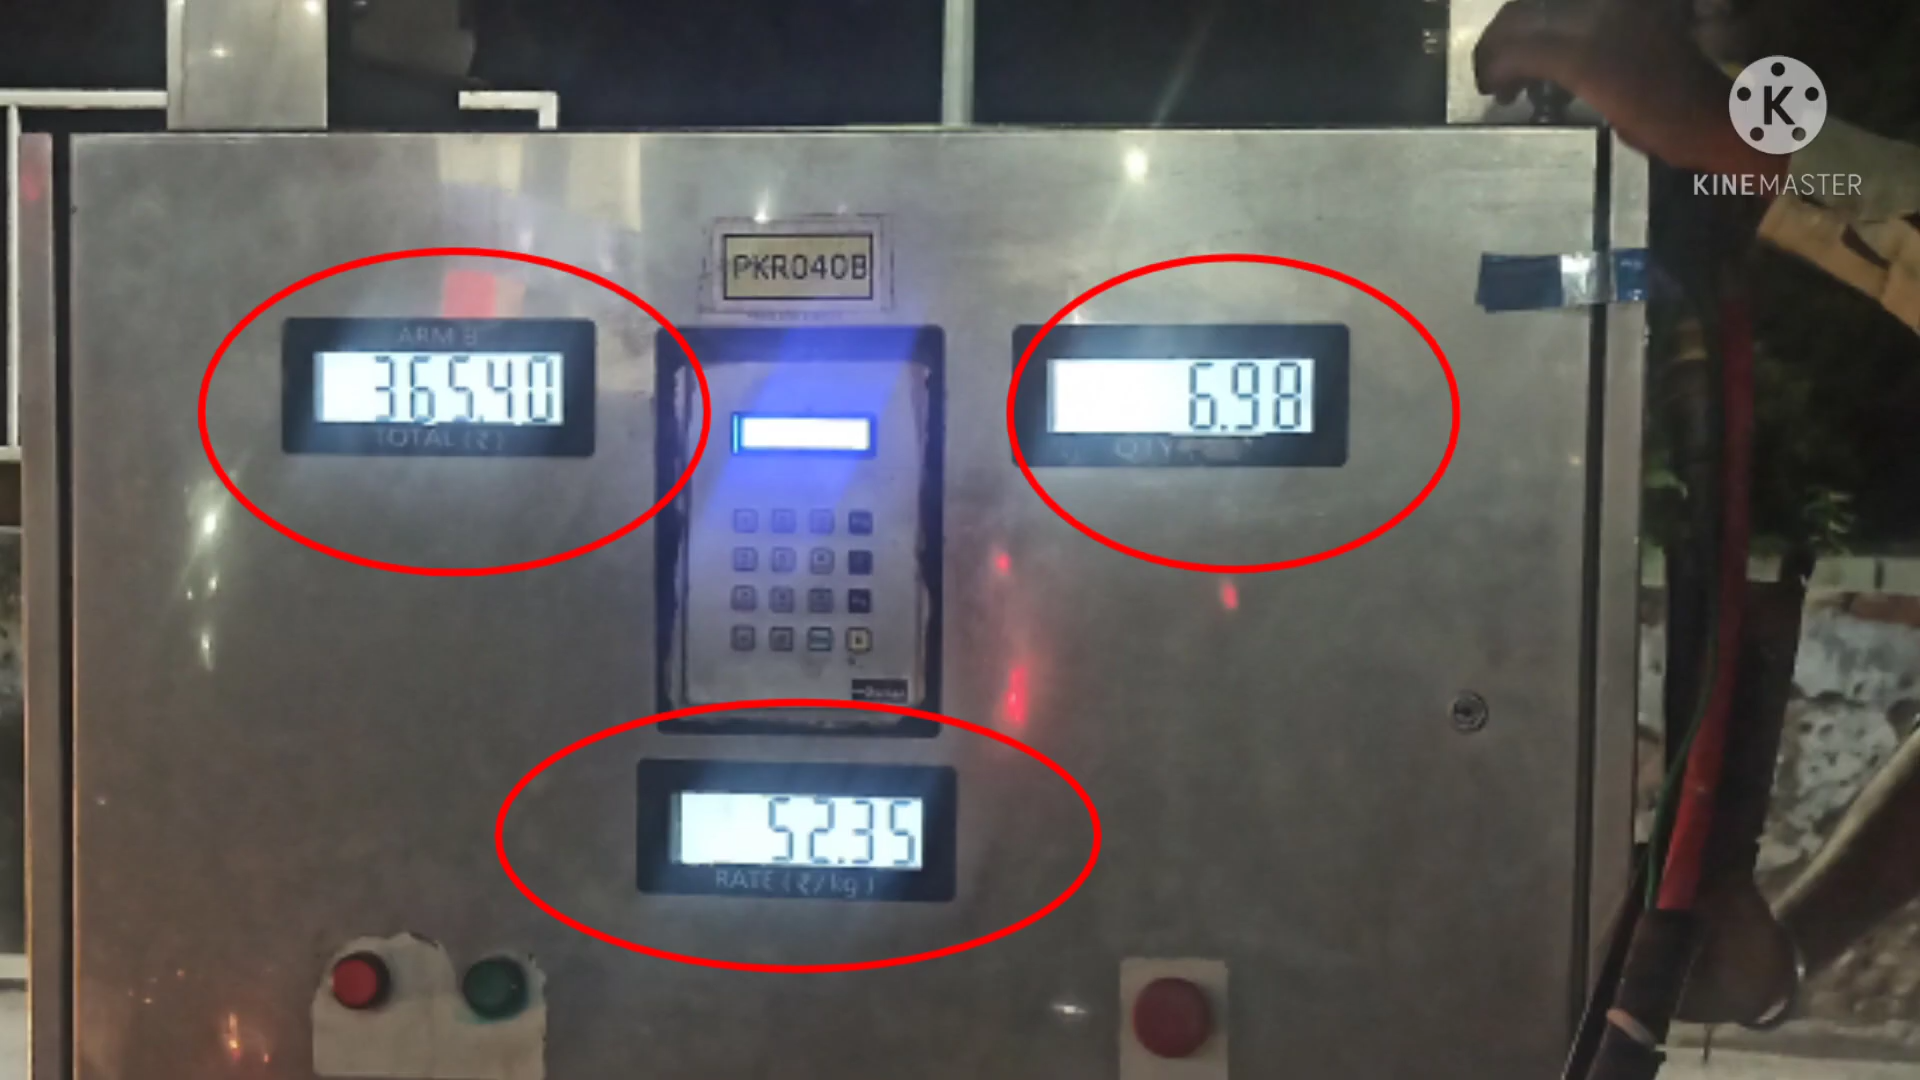 K
KINEMASTER
PKR040B
ARM B
365.40
TOTAL (₹)
6.98
QTY
52.35
RATE (₹/kg)